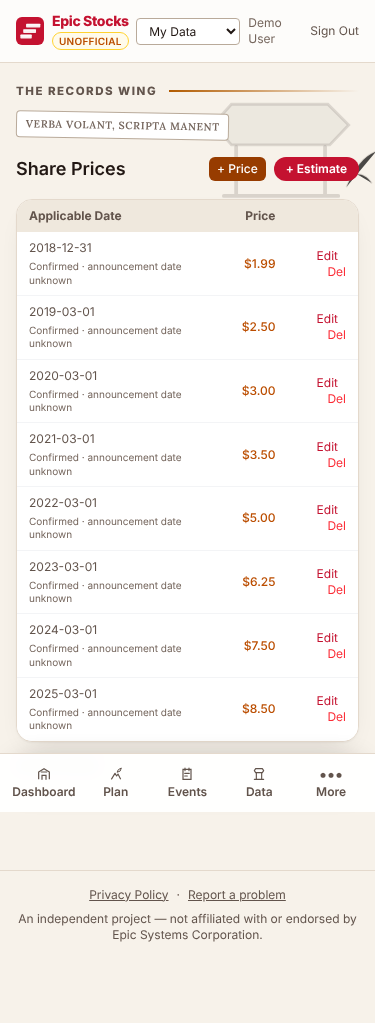 Epic Stocks
UNOFFICIAL
My Data
Demo
User
Sign Out
THE RECORDS WING
VERBA VOLANT, SCRIPTA MANENT
Share Prices
+ Price
+ Estimate
Applicable Date Price
2018-12-31
Confirmed · announcement date
unknown
$1.99
Edit
Del
2019-03-01
Confirmed · announcement date
unknown
$2.50
Edit
Del
2020-03-01
Confirmed · announcement date
unknown
$3.00
Edit
Del
2021-03-01
Confirmed · announcement date
unknown
$3.50
Edit
Del
2022-03-01
Confirmed · announcement date
unknown
$5.00
Edit
Del
2023-03-01
Confirmed · announcement date
unknown
$6.25
Edit
Del
2024-03-01
Confirmed · announcement date
unknown
$7.50
Edit
Del
2025-03-01
Confirmed · announcement date
unknown
$8.50
Edit
Del
Dashboard Plan Events Data More
Privacy Policy · Report a problem
An independent project — not affiliated with or endorsed by
Epic Systems Corporation.